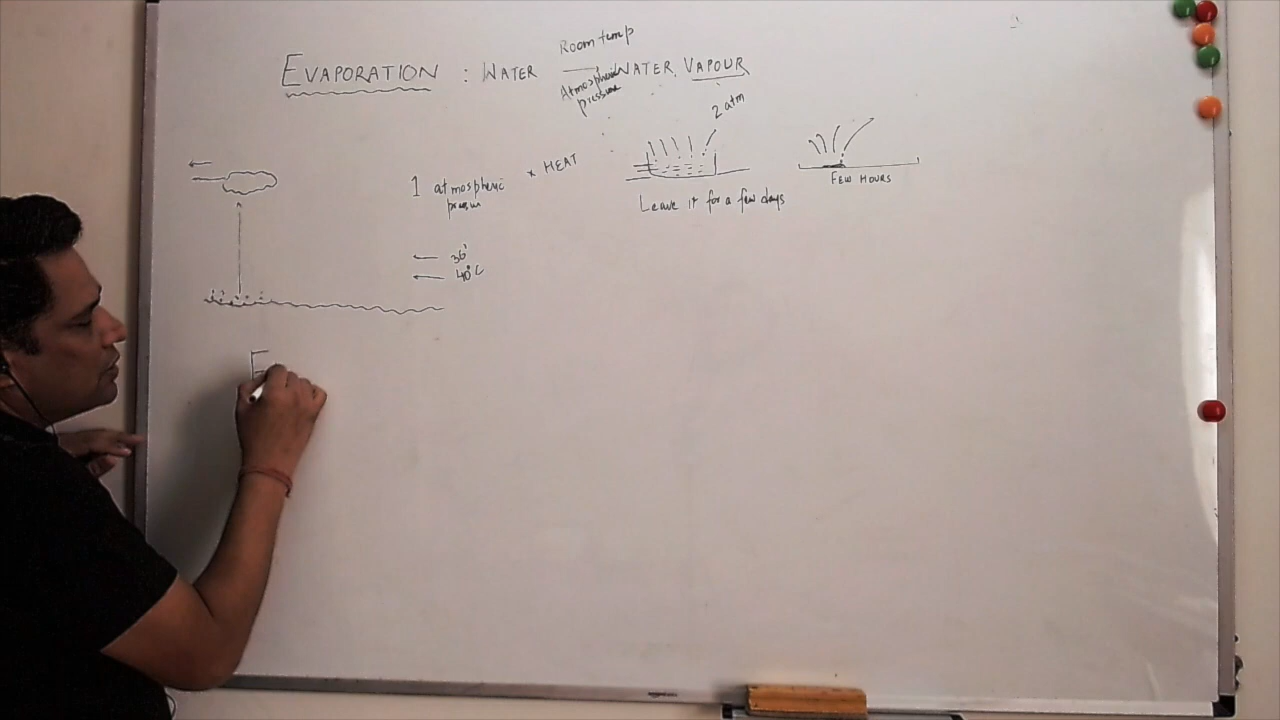 Room temp
EVAPORATION : WATER WATER VAPOUR
Atmospheric
pressure
2 atm
1 atmospheric × HEAT
FEW HOURS
Leave it for a few days
36°
40°C
E